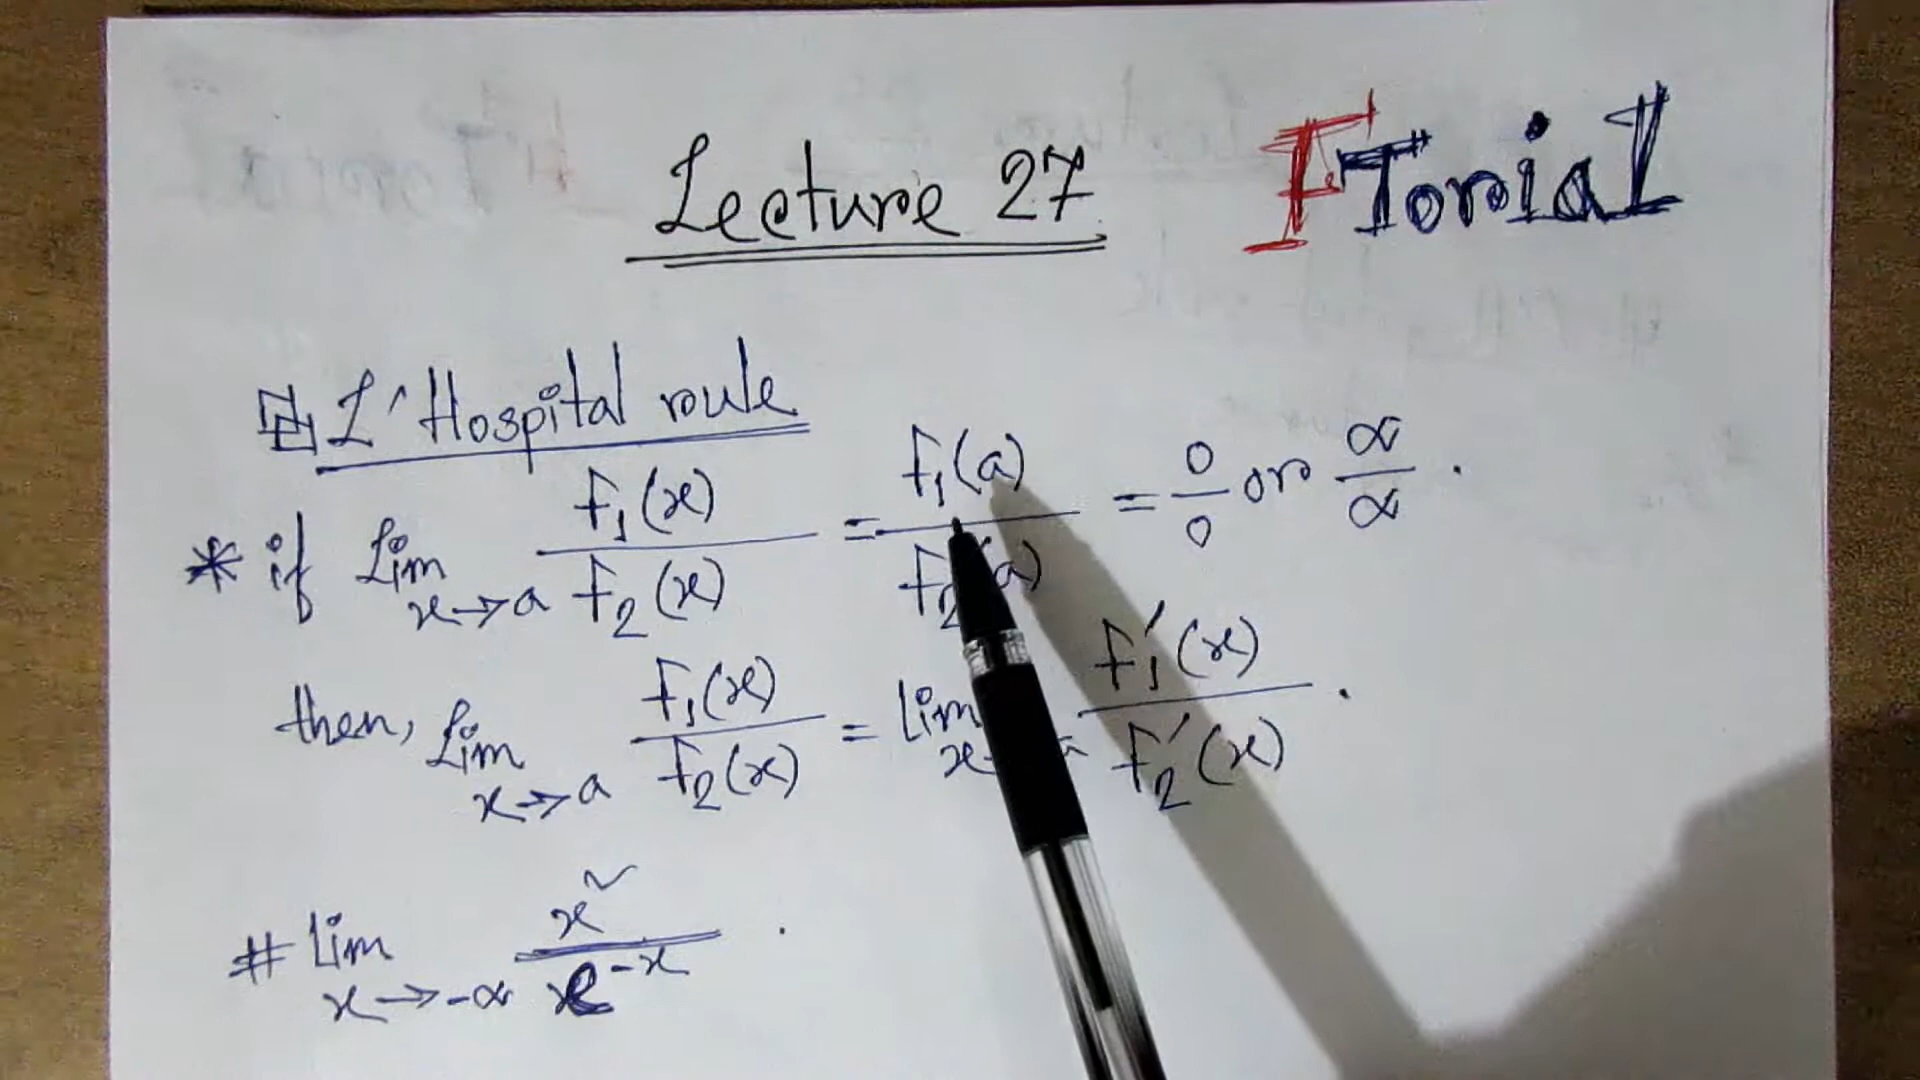 Lecture 27
FTorial
L'Hospital rule
* if Lim x→a f₁(x)/f₂(x) = f₁(a)/f₂(a) = 0/0 or ∝/∝.
then, Lim x→a f₁(x)/f₂(x) = lim x→a f₁'(x)/f₂'(x).
# lim x→-∝ x²/e⁻ˣ.